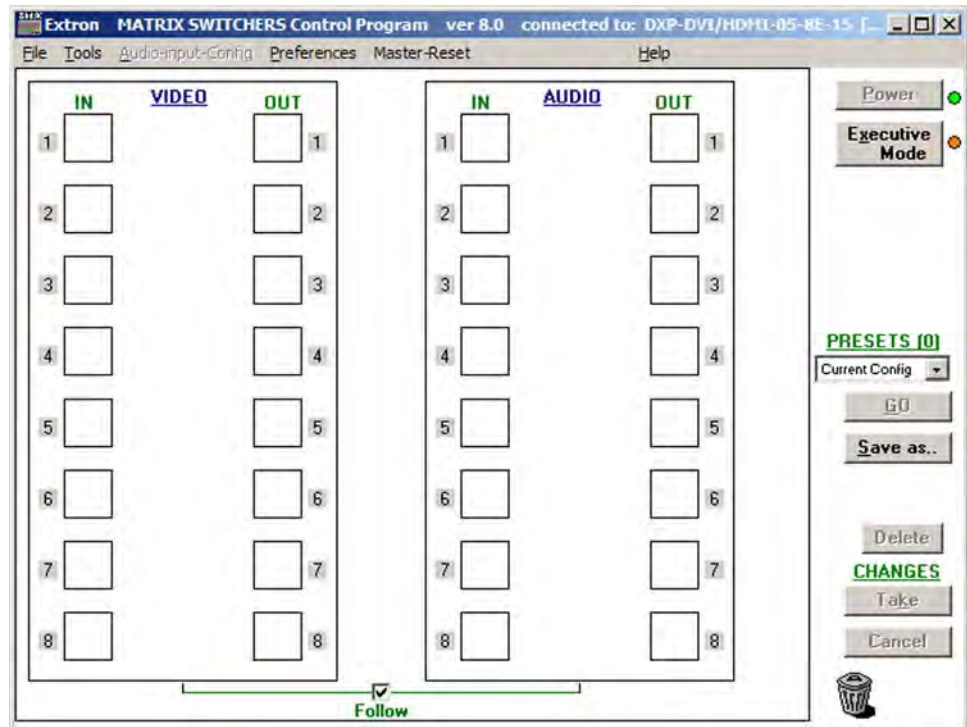 Extron MATRIX SWITCHERS Control Program ver 8.0 connected to: DXP-DVI/HDMI-05-8E-15 [...
File Tools Audio-input-Config Preferences Master-Reset Help
IN VIDEO OUT IN AUDIO OUT
1 1 1 1
2 2 2 2
3 3 3 3
4 4 4 4
5 5 5 5
6 6 6 6
7 7 7 7
8 8 8 8
Follow
Power
Executive
Mode
PRESETS (0)
Current Config
GO
Save as..
Delete
CHANGES
Take
Cancel